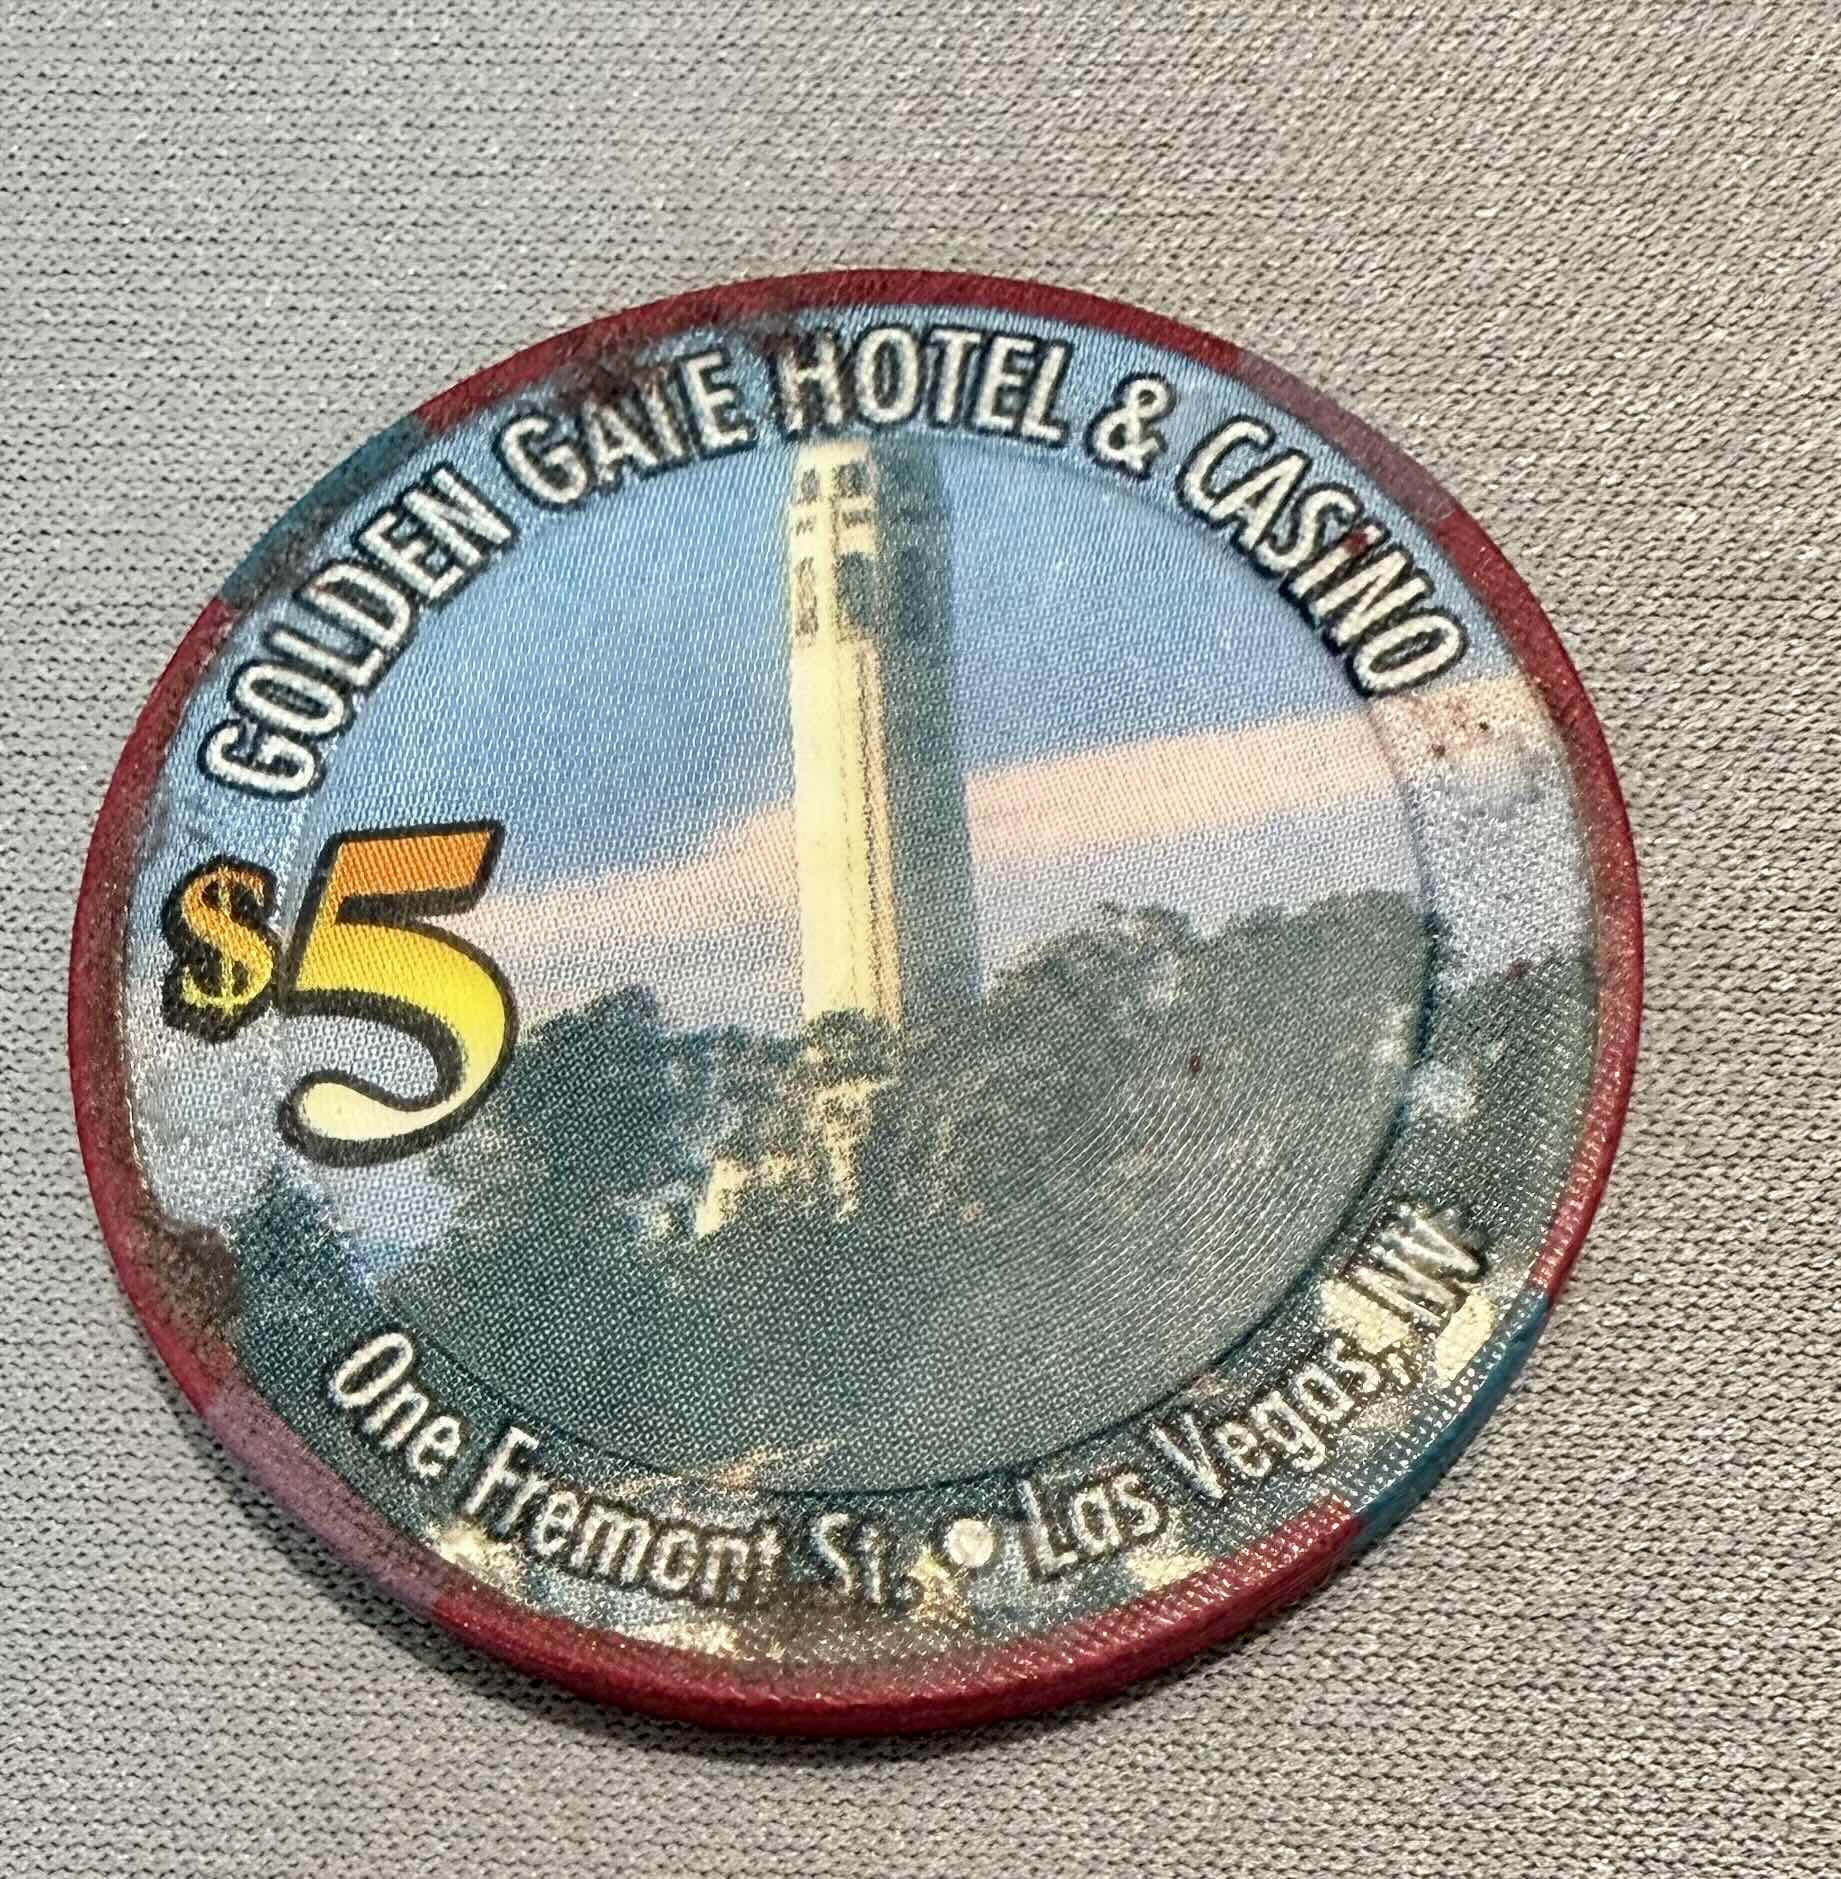 GOLDEN GATE HOTEL & CASINO
$5
One Fremont St. • Las Vegas, NV.